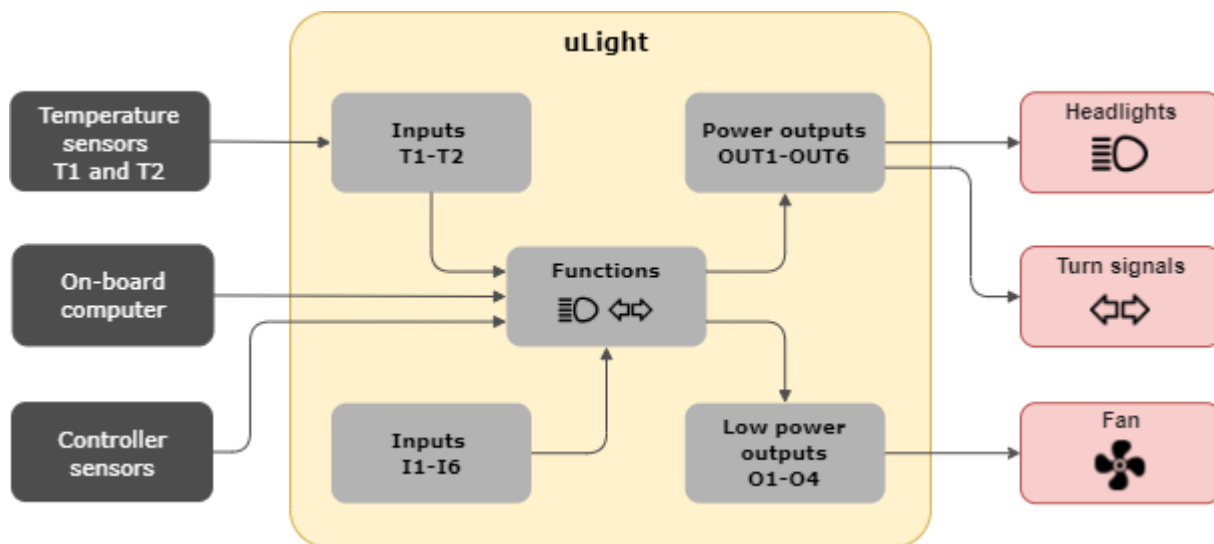 uLight
Temperature
sensors
T1 and T2
Inputs
T1-T2
Power outputs
OUT1-OUT6
Headlights
On-board
computer
Functions
Turn signals
Controller
sensors
Inputs
I1-I6
Low power
outputs
O1-O4
Fan